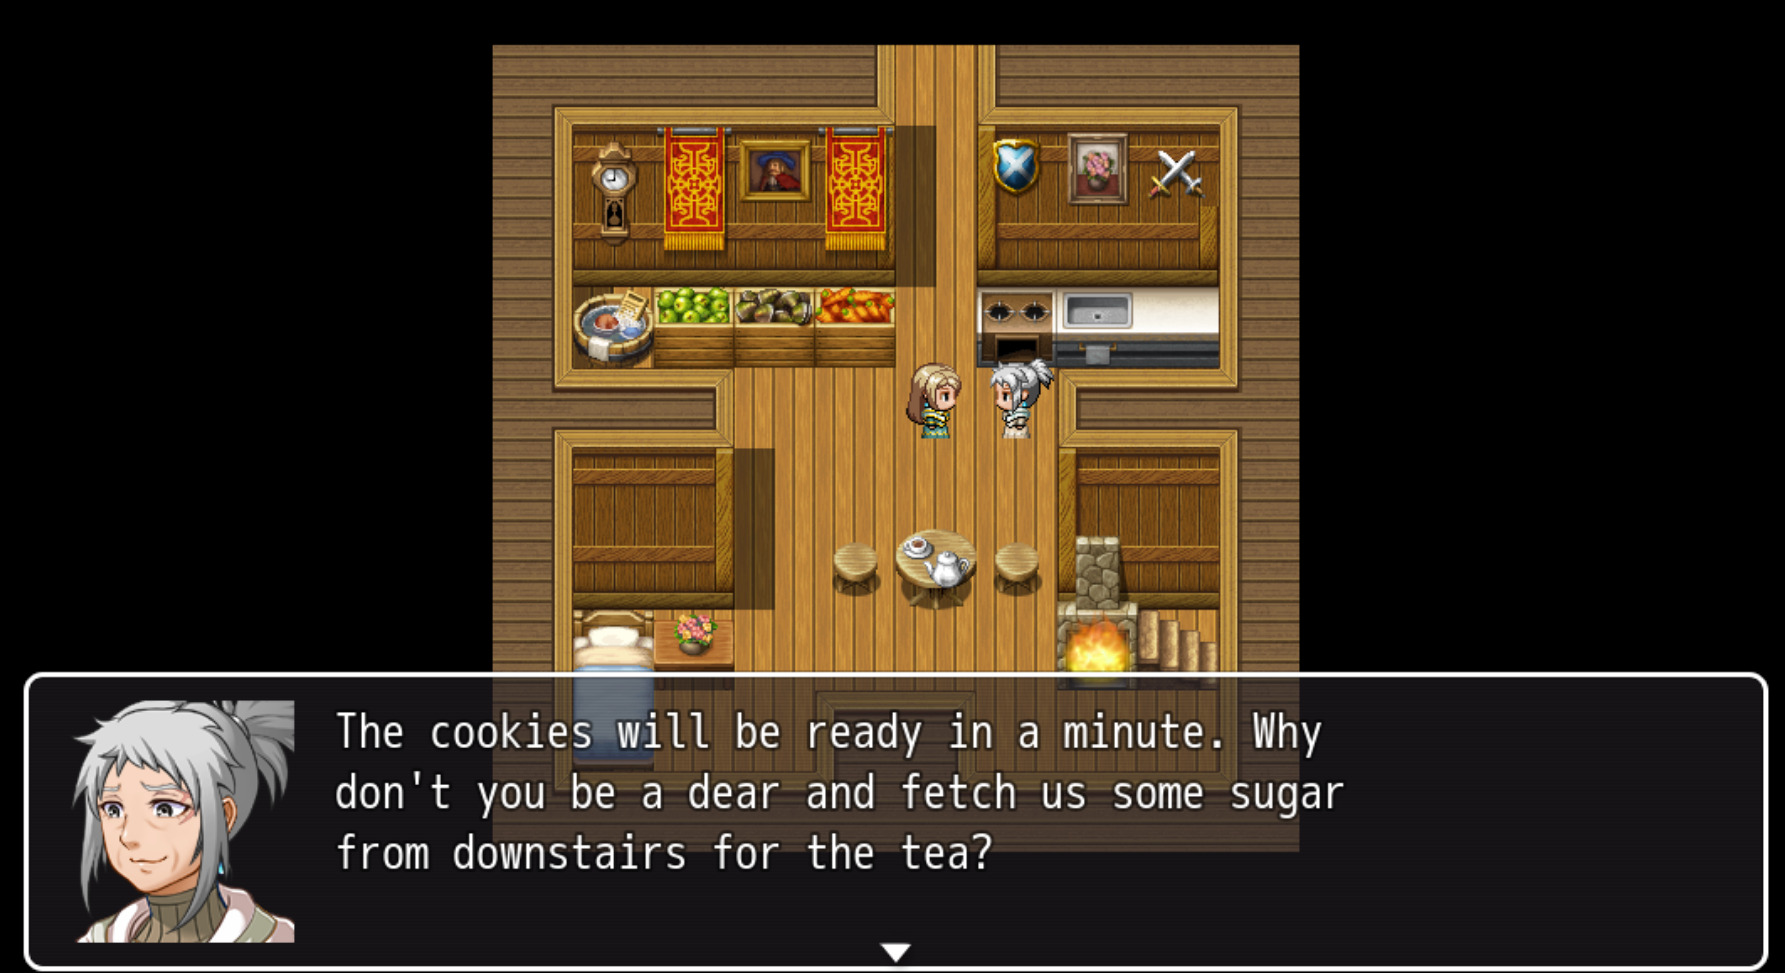 The cookies will be ready in a minute. Why
don't you be a dear and fetch us some sugar
from downstairs for the tea?